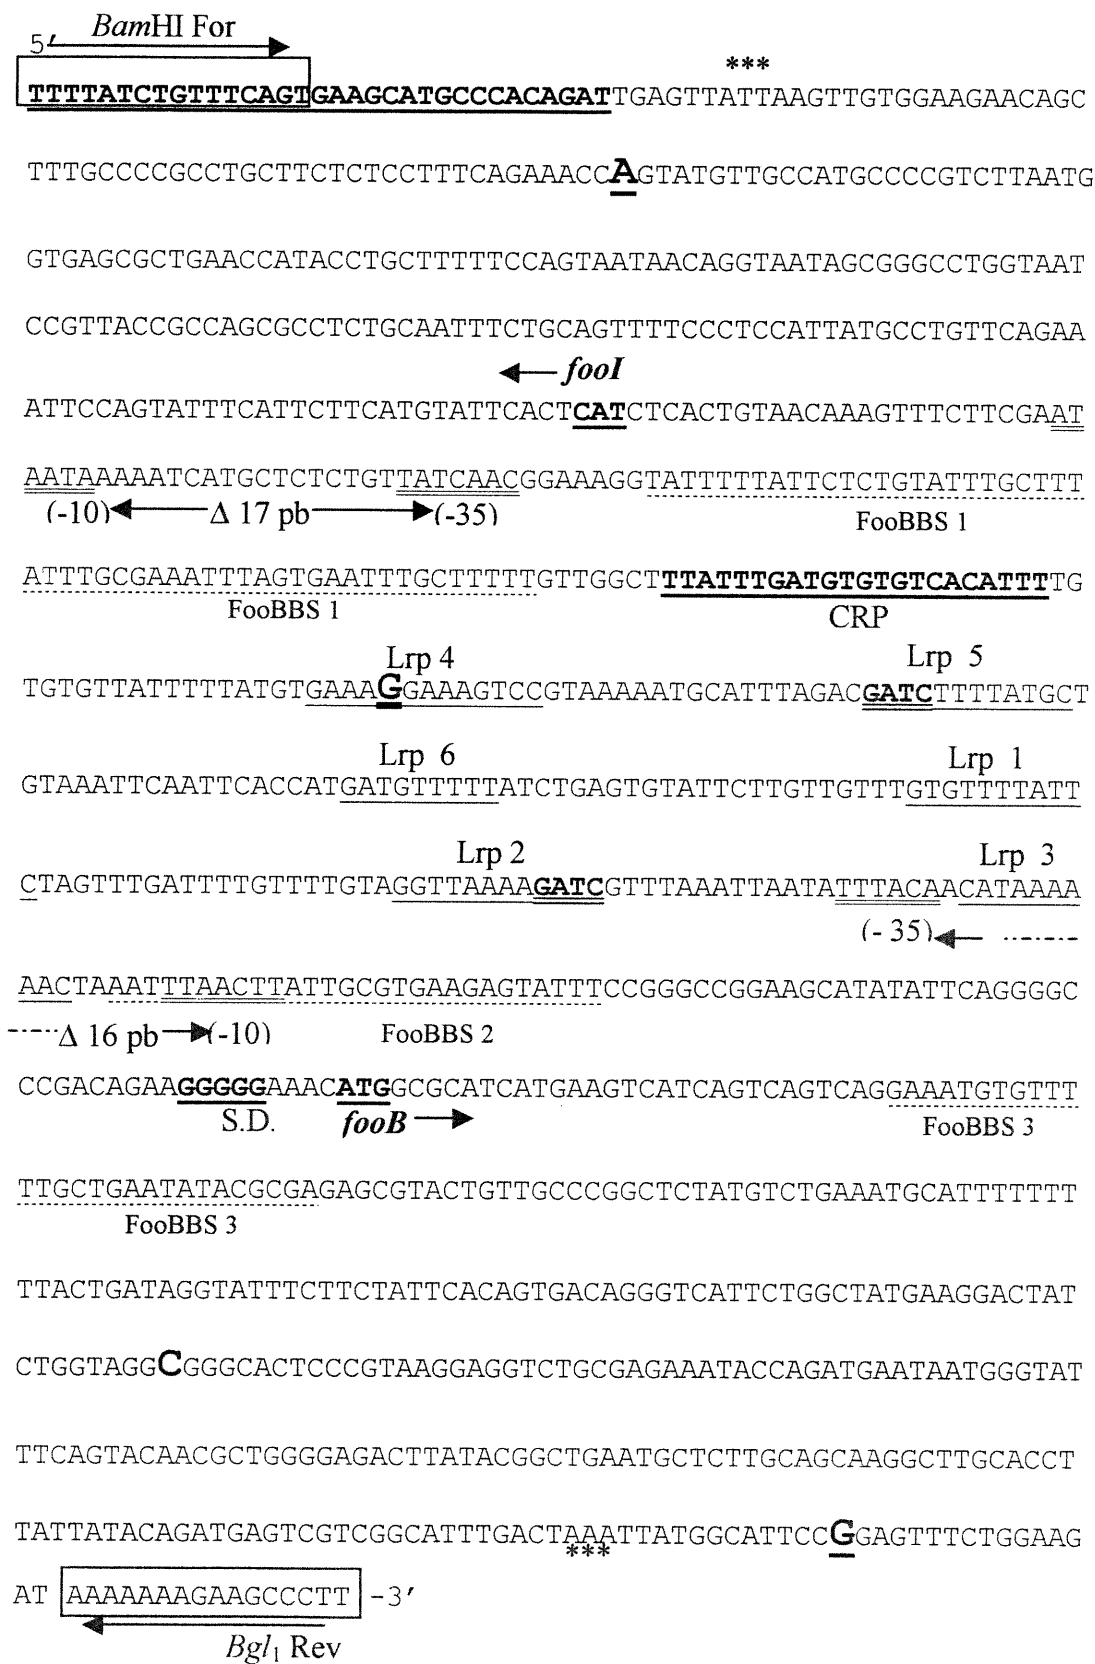 5′ BamHI For
***
TTTTATCTGTTTCAGTGAAGCATGCCCACAGATTGAGTTATTAAGTTGTGGAAGAACAGC
TTTGCCCCGCCTGCTTCTCTCCTTTCAGAAACCAGTATGTTGCCATGCCCCGTCTTAATG
GTGAGCGCTGAACCATACCTGCTTTTTCCAGTAATAACAGGTAATAGCGGGCCTGGTAAT
CCGTTACCGCCAGCGCCTCTGCAATTTCTGCAGTTTTCCCTCCATTATGCCTGTTCAGAA
fooI
ATTCCAGTATTTCATTCTTCATGTATTCACTCATCTCACTGTAACAAAGTTTCTTCGAAT
AATAAAAATCATGCTCTCTGTTATCAACGGAAAGGTATTTTTATTCTCTGTATTTGCTTT
(-10) Δ 17 pb (-35) FooBBS 1
ATTTGCGAAATTTAGTGAATTTGCTTTTTGTTGGCTTTATTTGATGTGTGTCACATTTTG
FooBBS 1 CRP
Lrp 4 Lrp 5
TGTGTTATTTTTATGTGAAAGGAAAGTCCGTAAAAATGCATTTAGACGATCTTTTATGCT
Lrp 6 Lrp 1
GTAAATTCAATTCACCATGATGTTTTTATCTGAGTGTATTCTTGTTGTTTGTGTTTTATT
Lrp 2 Lrp 3
CTAGTTTGATTTTGTTTTGTAGGTTAAAAGATCGTTTAAATTAATATTTACAACATAAAA
(- 35)
AACTAAATTTAACTTATTGCGTGAAGAGTATTTCCGGGCCGGAAGCATATATTCAGGGGC
Δ 16 pb (-10) FooBBS 2
CCGACAGAAGGGGGAAACATGGCGCATCATGAAGTCATCAGTCAGTCAGGAAATGTGTTT
S.D. fooB FooBBS 3
TTGCTGAATATACGCGAGAGCGTACTGTTGCCCGGCTCTATGTCTGAAATGCATTTTTTT
FooBBS 3
TTACTGATAGGTATTTCTTCTATTCACAGTGACAGGGTCATTCTGGCTATGAAGGACTAT
CTGGTAGGCGGGCACTCCCGTAAGGAGGTCTGCGAGAAATACCAGATGAATAATGGGTAT
TTCAGTACAACGCTGGGGAGACTTATACGGCTGAATGCTCTTGCAGCAAGGCTTGCACCT
TATTATACAGATGAGTCGTCGGCATTTGACTAAATTATGGCATTCCGGAGTTTCTGGAAG
***
AT AAAAAAAGAAGCCCTT -3′
Bgl1 Rev